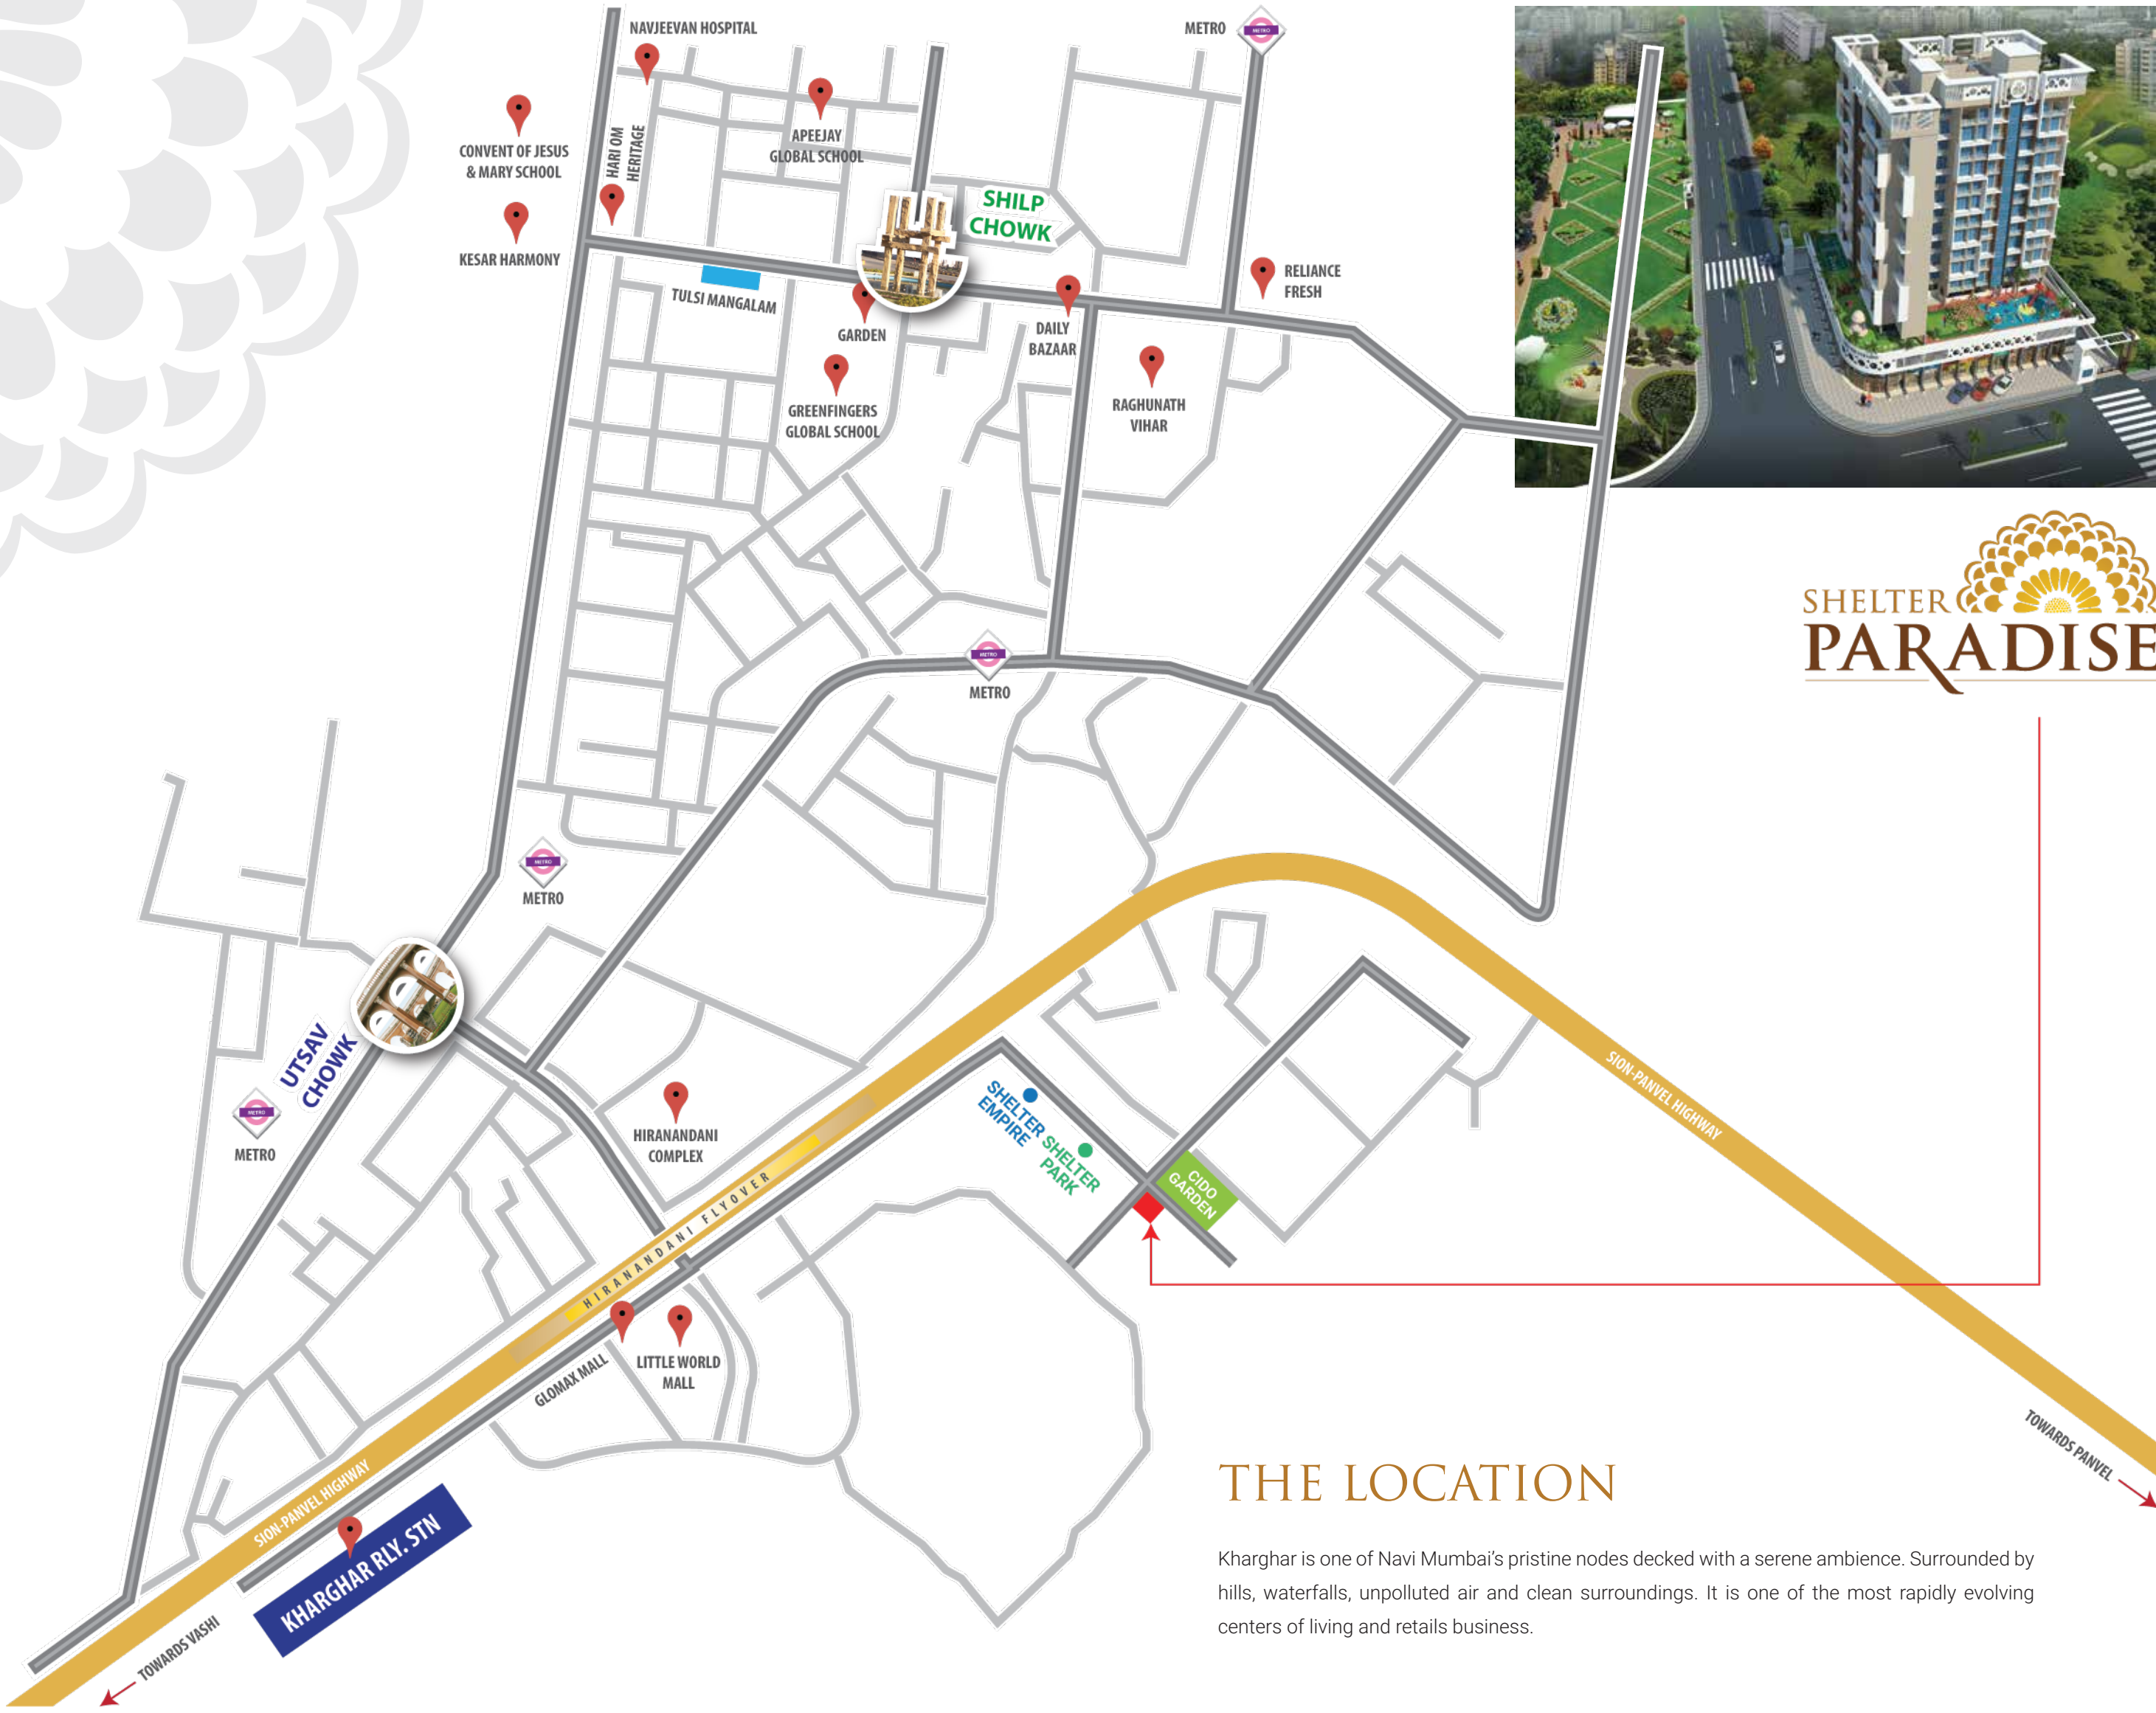 NAVJEEVAN HOSPITAL
METRO
METRO
CONVENT OF JESUS
& MARY SCHOOL
HARI OM
HERITAGE
APEEJAY
GLOBAL SCHOOL
KESAR HARMONY
SHILP
CHOWK
TULSI MANGALAM
GARDEN
GREENFINGERS
GLOBAL SCHOOL
DAILY
BAZAAR
RELIANCE
FRESH
RAGHUNATH
VIHAR
SHELTER
PARADISE
METRO
METRO
METRO
METRO
UTSAV
CHOWK
METRO
METRO
HIRANANDANI
COMPLEX
HIRANANDANI FLYOVER
SHELTER
EMPIRE
SHELTER
PARK
CIDO
GARDEN
SION-PANVEL HIGHWAY
GLOMAX MALL
LITTLE WORLD
MALL
SION-PANVEL HIGHWAY
KHARGHAR RLY. STN
TOWARDS VASHI
TOWARDS PANVEL
THE LOCATION
Kharghar is one of Navi Mumbai's pristine nodes decked with a serene ambience. Surrounded by
hills, waterfalls, unpolluted air and clean surroundings. It is one of the most rapidly evolving
centers of living and retails business.